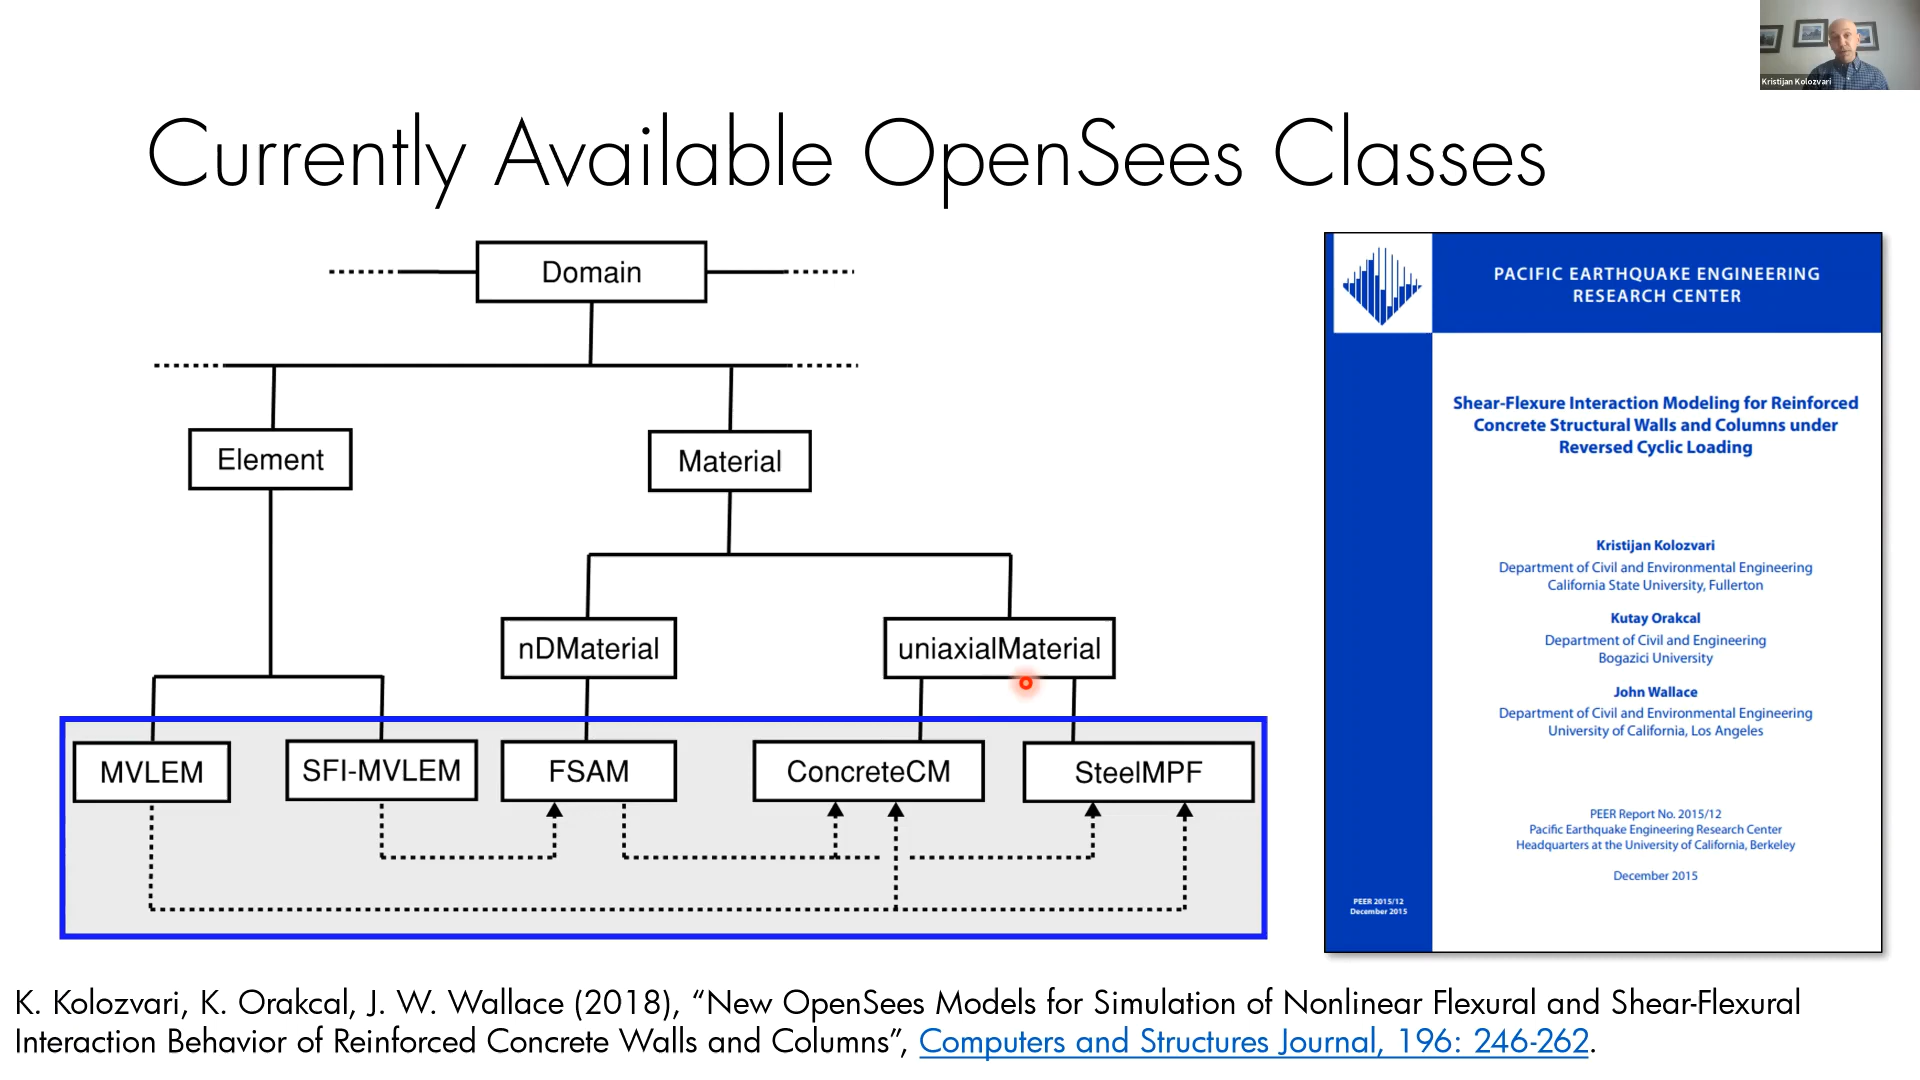 Kristijan Kolozvari
Currently Available OpenSees Classes
Domain
Element
Material
nDMaterial
uniaxialMaterial
MVLEM
SFI-MVLEM
FSAM
ConcreteCM
SteelMPF
PACIFIC EARTHQUAKE ENGINEERING
RESEARCH CENTER
Shear-Flexure Interaction Modeling for Reinforced
Concrete Structural Walls and Columns under
Reversed Cyclic Loading
Kristijan Kolozvari
Department of Civil and Environmental Engineering
California State University, Fullerton
Kutay Orakcal
Department of Civil and Engineering
Bogazici University
John Wallace
Department of Civil and Environmental Engineering
University of California, Los Angeles
PEER Report No. 2015/12
Pacific Earthquake Engineering Research Center
Headquarters at the University of California, Berkeley
December 2015
PEER 2015/12
December 2015
K. Kolozvari, K. Orakcal, J. W. Wallace (2018), “New OpenSees Models for Simulation of Nonlinear Flexural and Shear-Flexural
Interaction Behavior of Reinforced Concrete Walls and Columns”, Computers and Structures Journal, 196: 246-262.